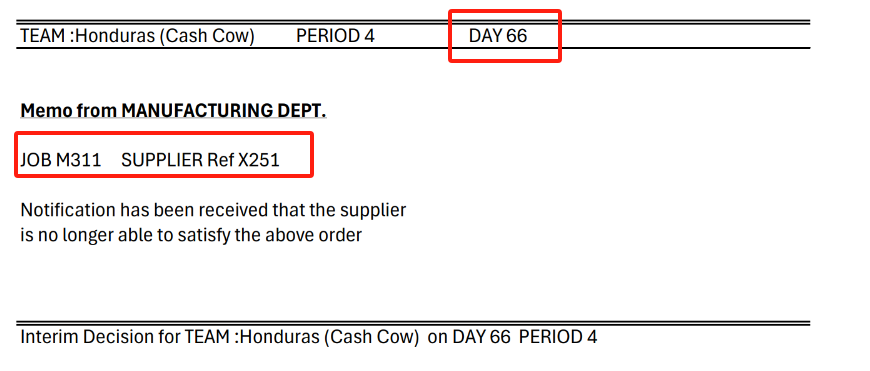 TEAM :Honduras (Cash Cow) PERIOD 4 DAY 66
Memo from MANUFACTURING DEPT.
JOB M311 SUPPLIER Ref X251
Notification has been received that the supplier
is no longer able to satisfy the above order
Interim Decision for TEAM :Honduras (Cash Cow) on DAY 66 PERIOD 4